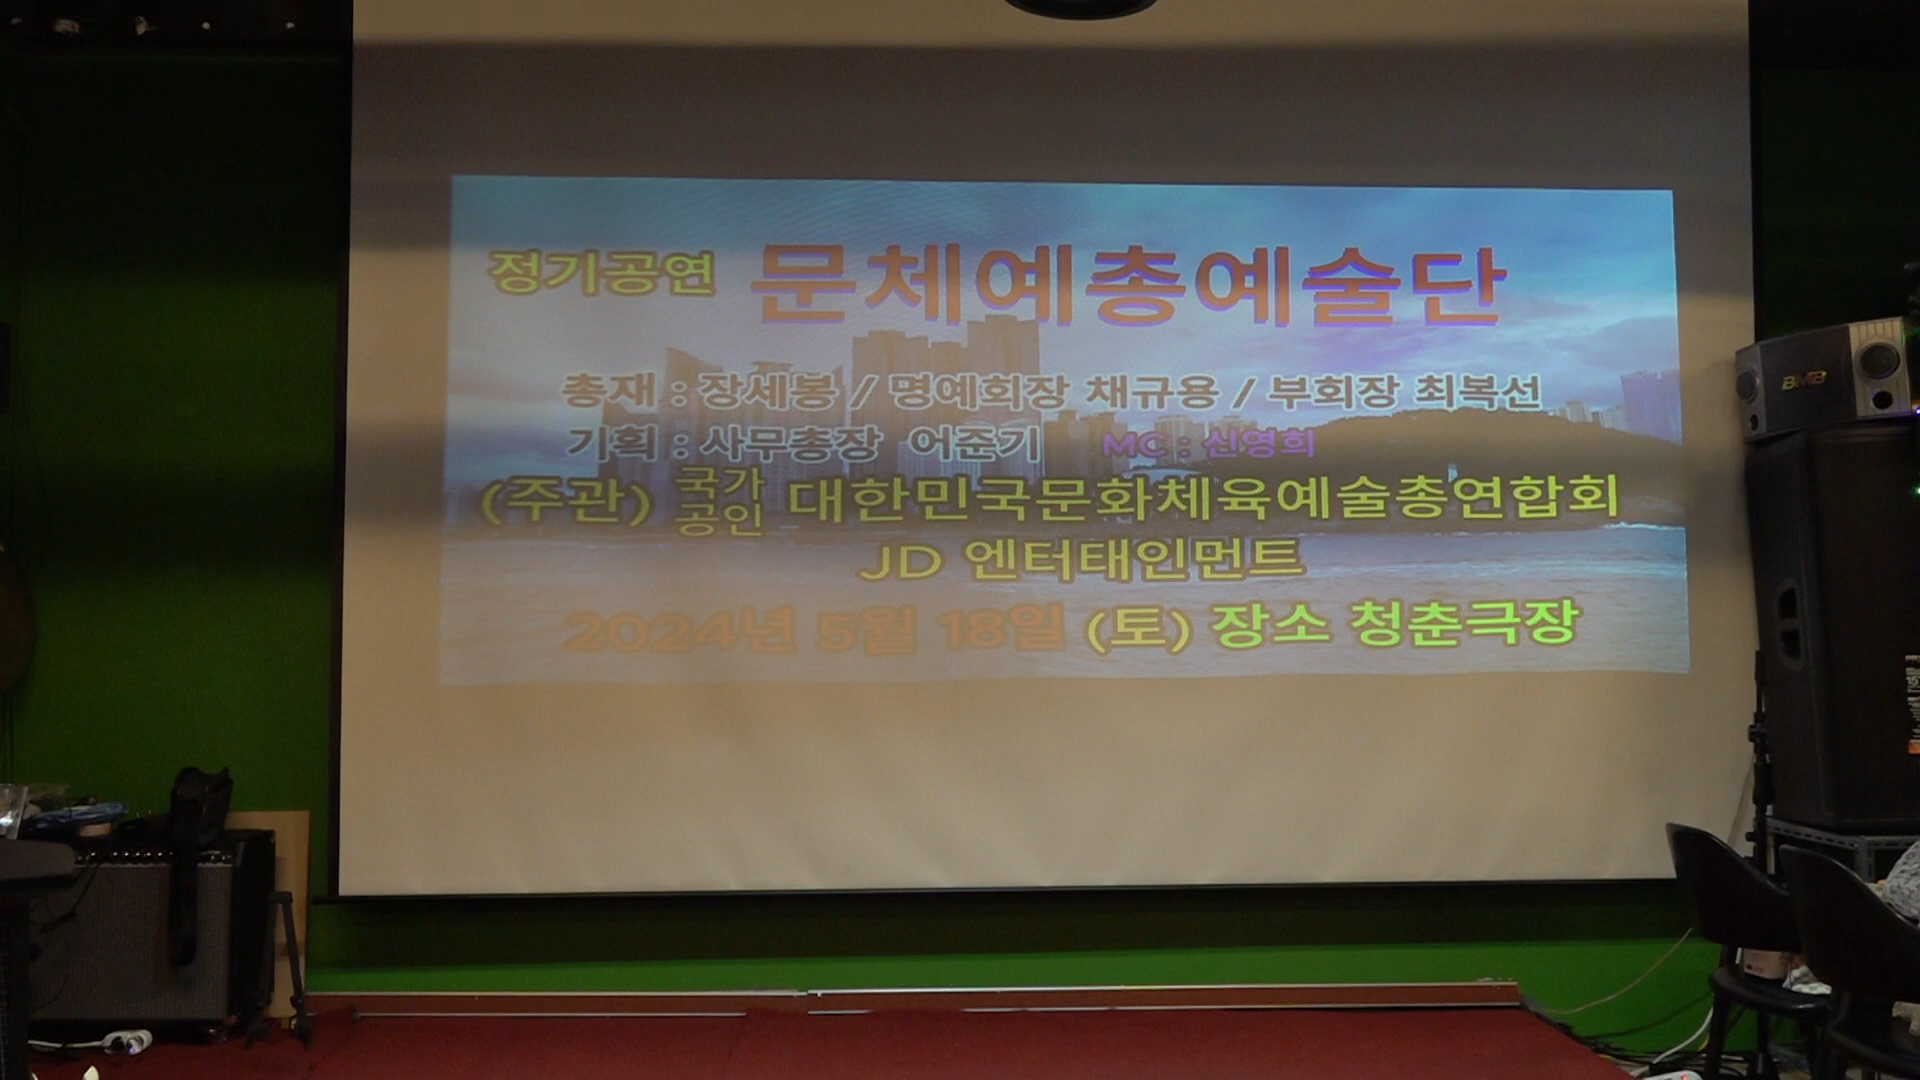 정기공연 문체예총예술단
총재 : 장세봉 / 명예회장 채규용 / 부회장 최복선
기획 : 사무총장 어준기 MC : 신영희
(주관) 국가공인 대한민국문화체육예술총연합회
JD 엔터태인먼트
2024년 5월 18일 (토) 장소 청춘극장
BMB